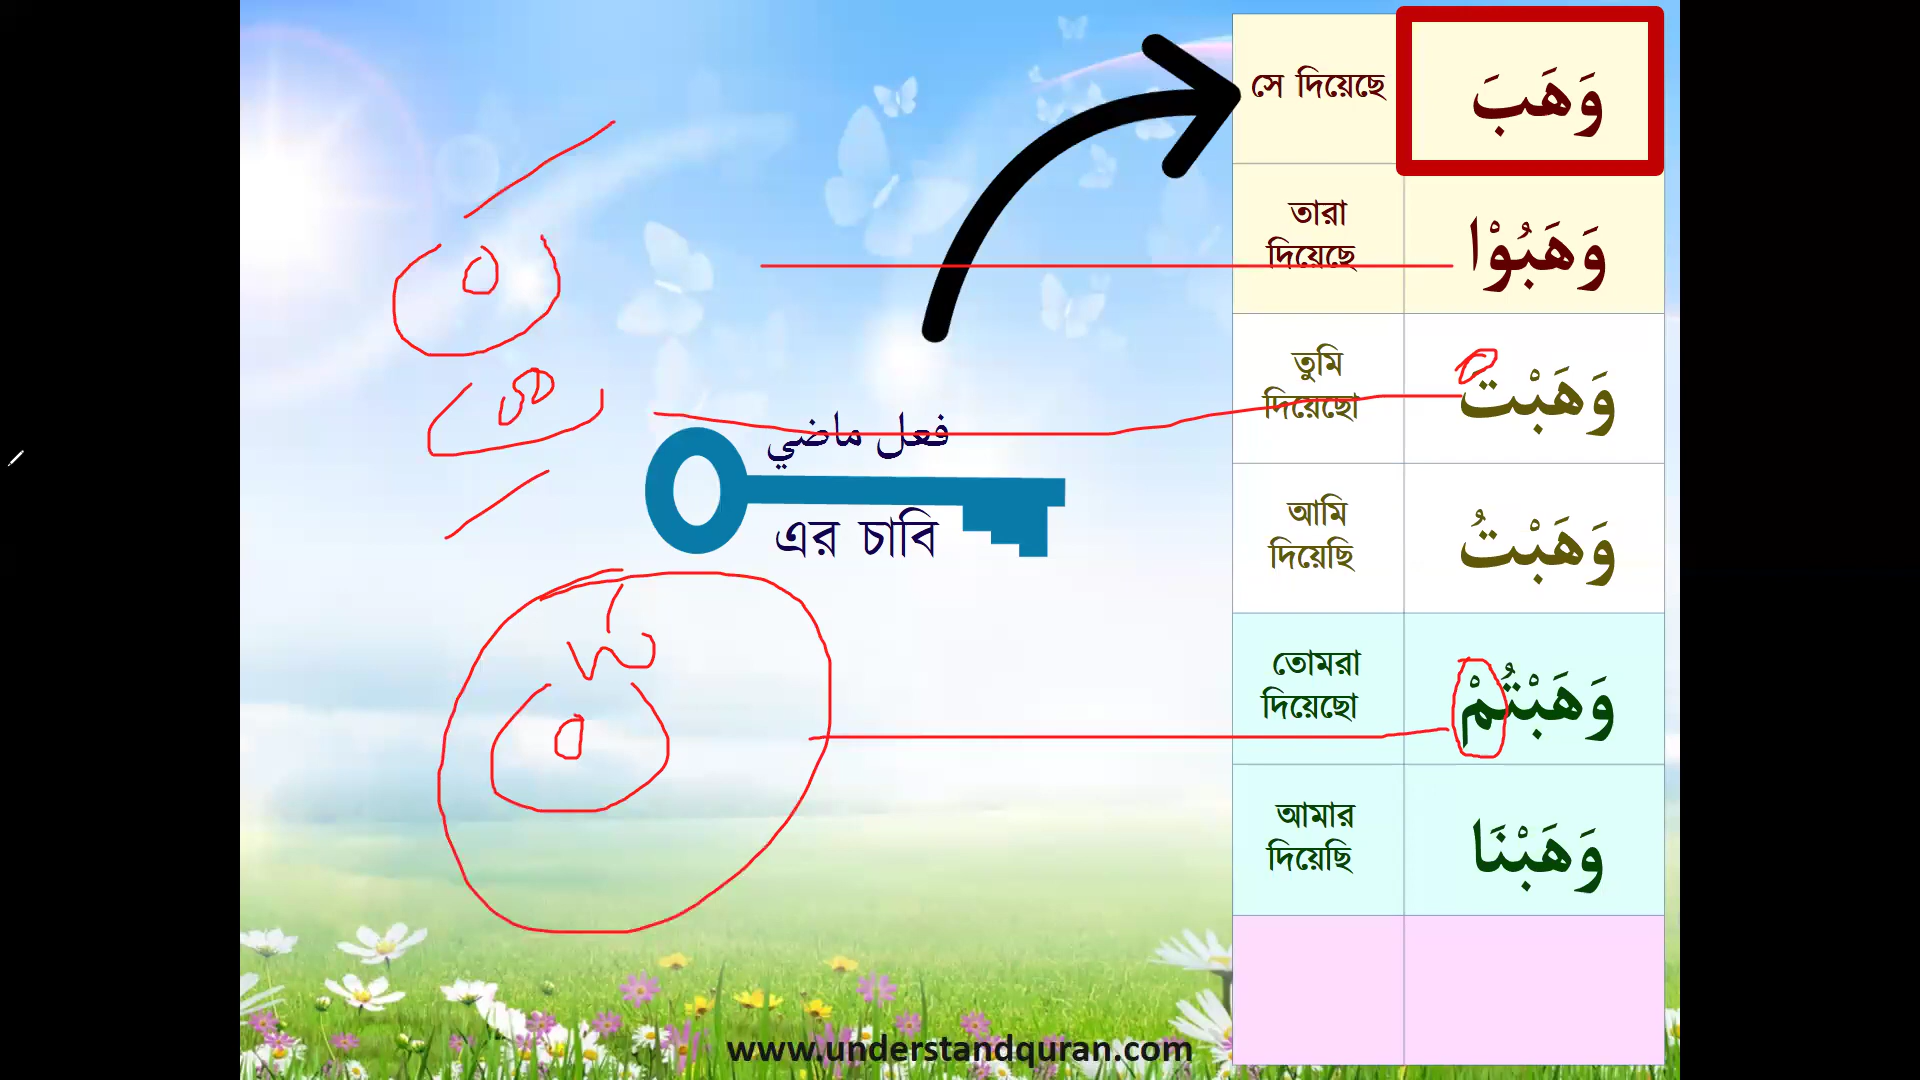 সে দিয়েছে
وَهَبَ
তারা
দিয়েছে
وَهَبُوْا
তুমি
দিয়েছো
وَهَبْتَ
আমি
দিয়েছি
وَهَبْتُ
তোমরা
দিয়েছো
وَهَبْتُمْ
আমার
দিয়েছি
وَهَبْنَا
فعل ماضي
এর চাবি
www.understandquran.com